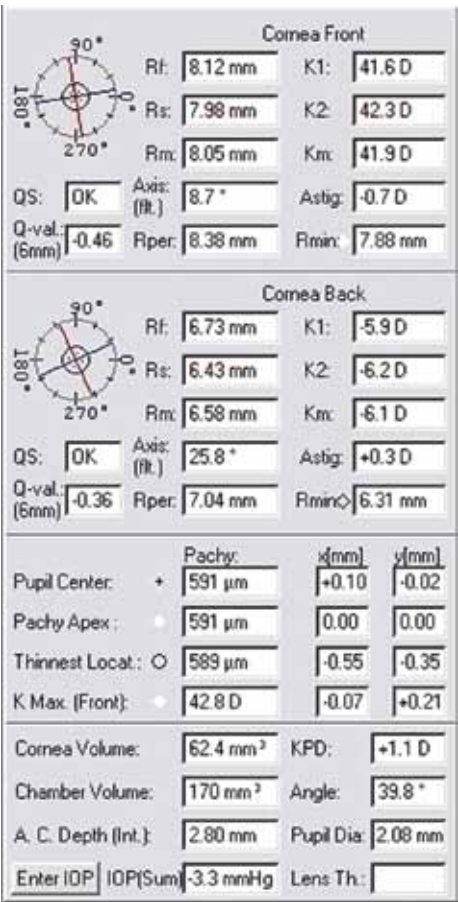 Cornea Front
90°
180°
0°
270°
Rf: 8.12 mm K1: 41.6 D
Rs: 7.98 mm K2: 42.3 D
Rm: 8.05 mm Km: 41.9 D
QS: OK Axis: (flt.) 8.7 ° Astig: -0.7 D
Q-val.: (6mm) -0.46 Rper: 8.38 mm Rmin: 7.88 mm
Cornea Back
90°
180°
0°
270°
Rf: 6.73 mm K1: -5.9 D
Rs: 6.43 mm K2: -6.2 D
Rm: 6.58 mm Km: -6.1 D
QS: OK Axis: (flt.) 25.8 ° Astig: +0.3 D
Q-val.: (6mm) -0.36 Rper: 7.04 mm Rmin 6.31 mm
Pachy: x[mm] y[mm]
Pupil Center: + 591 µm +0.10 -0.02
Pachy Apex : 591 µm 0.00 0.00
Thinnest Locat.: O 589 µm -0.55 -0.35
K Max. (Front): 42.8 D -0.07 +0.21
Cornea Volume: 62.4 mm³ KPD: +1.1 D
Chamber Volume: 170 mm³ Angle: 39.8 °
A. C. Depth (Int.): 2.80 mm Pupil Dia: 2.08 mm
Enter IOP IOP(Sum) -3.3 mmHg Lens Th.: